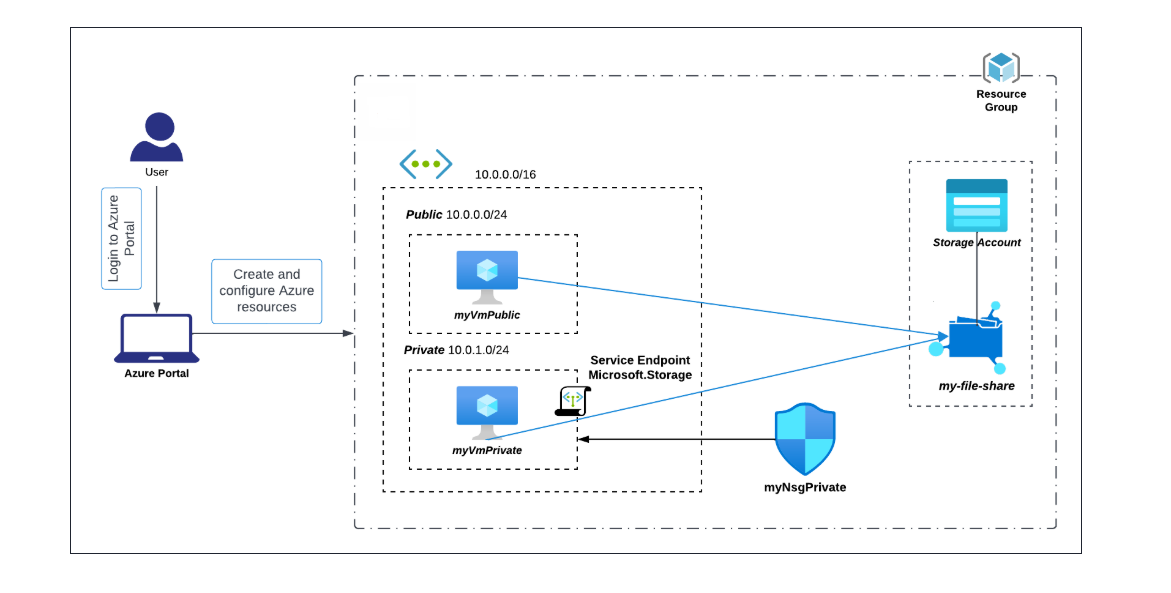 Resource
Group
User
Login to Azure
Portal
Create and
configure Azure
resources
Azure Portal
10.0.0.0/16
Public 10.0.0.0/24
myVmPublic
Private 10.0.1.0/24
Service Endpoint
Microsoft.Storage
myVmPrivate
myNsgPrivate
Storage Account
my-file-share